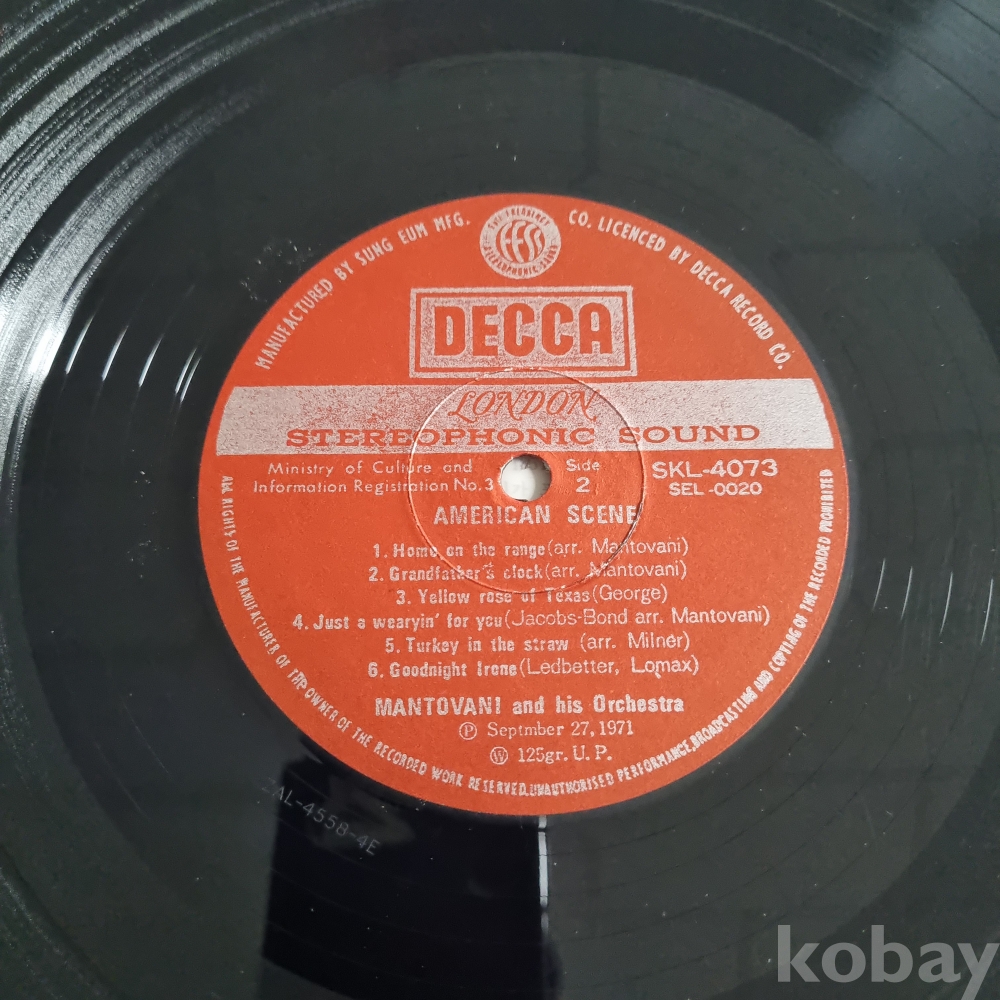 MANUFACTURED BY SUNG EUM MFG. CO. LICENCED BY DECCA RECORD CO.
FFSS
DECCA
LONDON
STEREOPHONIC SOUND
Ministry of Culture and
Information Registration No.3
Side
2
SKL-4073
SEL-0020
AMERICAN SCENE
1. Home on the range (arr. Mantovani)
2. Grandfather's clock (arr. Mantovani)
3. Yellow rose of Texas (George)
4. Just a wearyin' for you (Jacobs-Bond arr. Mantovani)
5. Turkey in the straw (arr. Milner)
6. Goodnight Irene (Ledbetter, Lomax)
MANTOVANI and his Orchestra
Ⓟ Septmber 27, 1971
Ⓦ 125gr. U. P.
RIGHTS OF THE MANUFACTURER OF THE OWNER OF THE RECORDED WORK RESERVED. UNAUTHORISED PERFORMANCE, BROADCASTING AND COPYING OF THE RECORDED PROHIBITED
AL-4558-4E
kobay